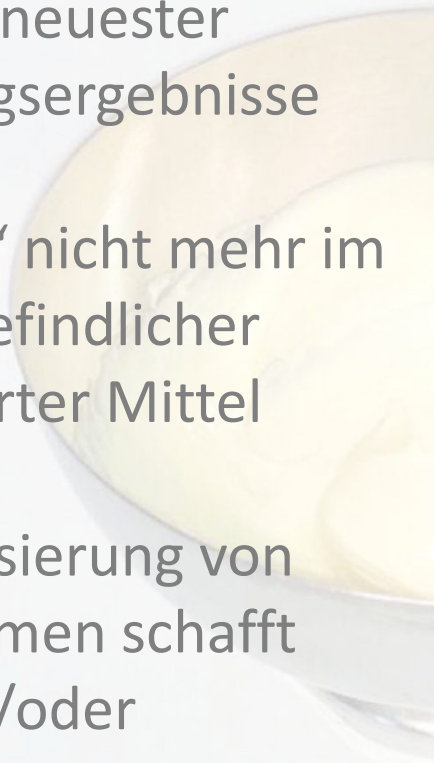 neuester
gsergebnisse
“ nicht mehr im
efindlicher
rter Mittel
sierung von
men schafft
/oder